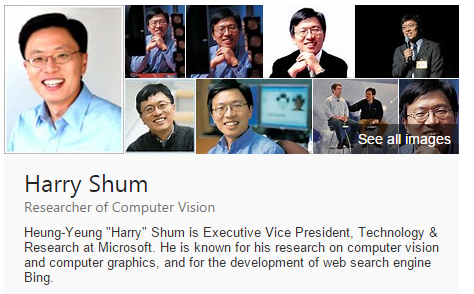 See all images
Harry Shum
Researcher of Computer Vision
Heung-Yeung "Harry" Shum is Executive Vice President, Technology &
Research at Microsoft. He is known for his research on computer vision
and computer graphics, and for the development of web search engine
Bing.